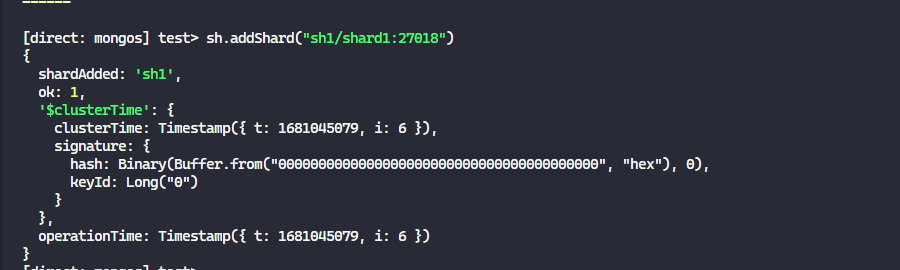 [direct: mongos] test> sh.addShard("sh1/shard1:27018")
{
  shardAdded: 'sh1',
  ok: 1,
  '$clusterTime': {
    clusterTime: Timestamp({ t: 1681045079, i: 6 }),
    signature: {
      hash: Binary(Buffer.from("0000000000000000000000000000000000000000", "hex"), 0),
      keyId: Long("0")
    }
  },
  operationTime: Timestamp({ t: 1681045079, i: 6 })
}
[direct: mongos] test>